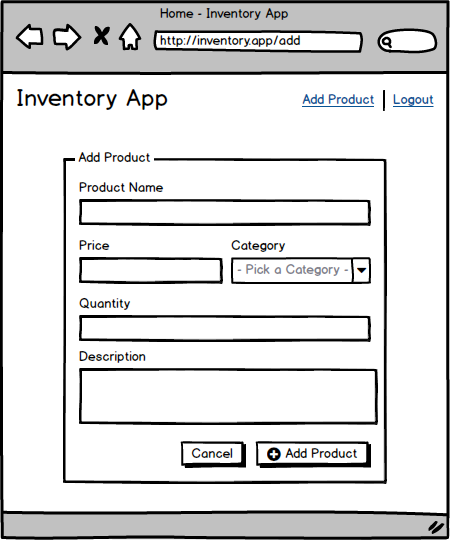 Home - Inventory App
http://inventory.app/add
Inventory App
Add Product Logout
Add Product
Product Name
Price Category
- Pick a Category -
Quantity
Description
Cancel Add Product